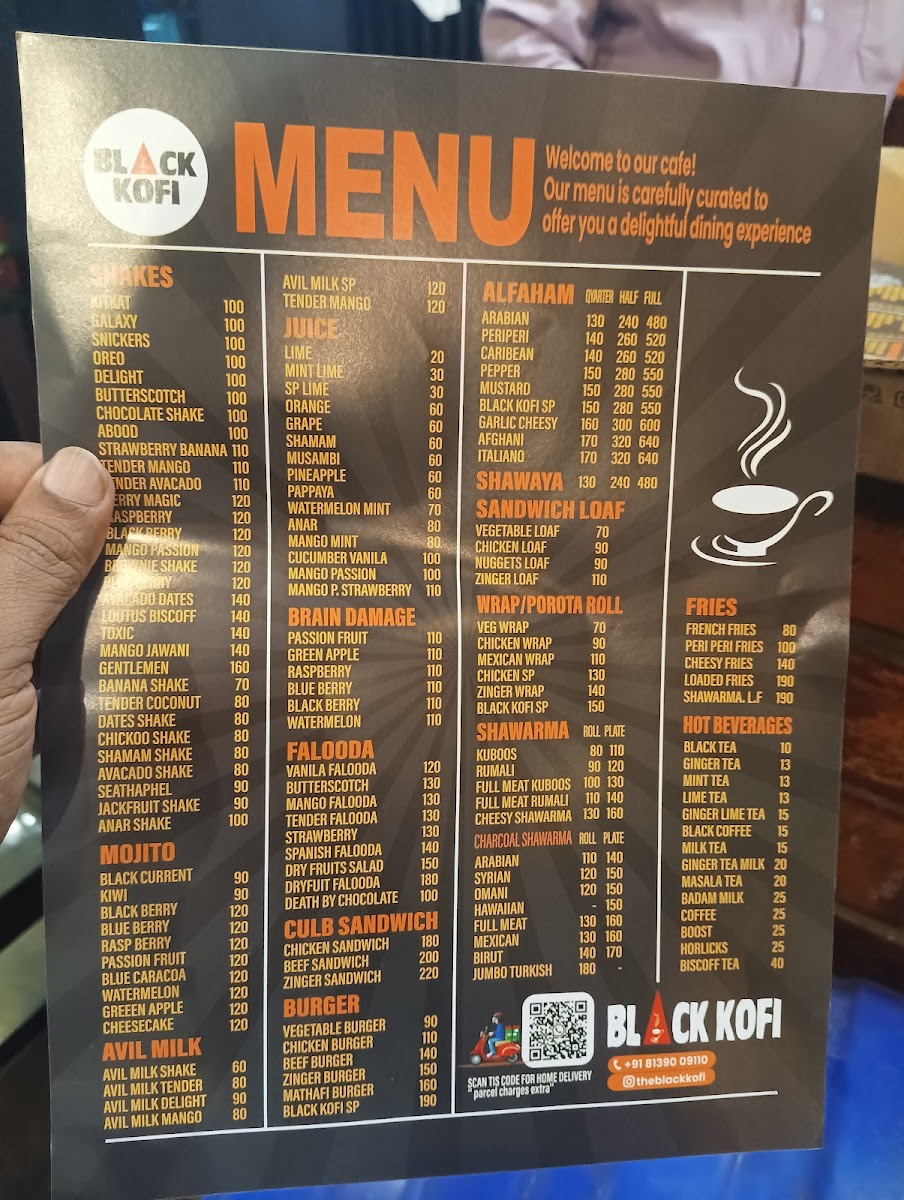 BLACK
KOFI
MENU
Welcome to our cafe!
Our menu is carefully curated to
offer you a delightful dining experience
SHAKES
KITKAT 100
GALAXY 100
SNICKERS 100
OREO 100
DELIGHT 100
BUTTERSCOTCH 100
CHOCOLATE SHAKE 100
ABOOD 100
STRAWBERRY BANANA 110
TENDER MANGO 110
ENDER AVACADO 110
ERRY MAGIC 120
RASPBERRY 120
BLACK BERRY 120
MANGO PASSION 120
BROWNIE SHAKE 120
120
AVACADO DATES 140
LOUTUS BISCOFF 140
TOXIC 140
MANGO JAWANI 140
GENTLEMEN 160
BANANA SHAKE 70
TENDER COCONUT 80
DATES SHAKE 80
CHICKOO SHAKE 80
SHAMAM SHAKE 80
AVACADO SHAKE 80
SEATHAPHEL 90
JACKFRUIT SHAKE 90
ANAR SHAKE 100
MOJITO
BLACK CURRENT 90
KIWI 90
BLACK BERRY 120
BLUE BERRY 120
RASP BERRY 120
PASSION FRUIT 120
BLUE CARACOA 120
WATERMELON 120
GREEEN APPLE 120
CHEESECAKE 120
AVIL MILK
AVIL MILK SHAKE 60
AVIL MILK TENDER 80
AVIL MILK DELIGHT 90
AVIL MILK MANGO 80
AVIL MILK SP 120
TENDER MANGO 120
JUICE
LIME 20
MINT LIME 30
SP LIME 30
ORANGE 60
GRAPE 60
SHAMAM 60
MUSAMBI 60
PINEAPPLE 60
PAPPAYA 60
WATERMELON MINT 70
ANAR 80
MANGO MINT 80
CUCUMBER VANILA 100
MANGO PASSION 100
MANGO P. STRAWBERRY 110
BRAIN DAMAGE
PASSION FRUIT 110
GREEN APPLE 110
RASPBERRY 110
BLUE BERRY 110
BLACK BERRY 110
WATERMELON 110
FALOODA
VANILA FALOODA 120
BUTTERSCOTCH 130
MANGO FALOODA 130
TENDER FALOODA 130
STRAWBERRY 130
SPANISH FALOODA 140
DRY FRUITS SALAD 150
DRYFUIT FALOODA 180
DEATH BY CHOCOLATE 100
CULB SANDWICH
CHICKEN SANDWICH 180
BEEF SANDWICH 200
ZINGER SANDWICH 220
BURGER
VEGETABLE BURGER 90
CHICKEN BURGER 110
BEEF BURGER 140
ZINGER BURGER 150
MATHAFI BURGER 160
BLACK KOFI SP 190
ALFAHAM QYARTER HALF FULL
ARABIAN 130 240 480
PERIPERI 140 260 520
CARIBEAN 140 260 520
PEPPER 150 280 550
MUSTARD 150 280 550
BLACK KOFI SP 150 280 550
GARLIC CHEESY 160 300 600
AFGHANI 170 320 640
ITALIANO 170 320 640
SHAWAYA 130 240 480
SANDWICH LOAF
VEGETABLE LOAF 70
CHICKEN LOAF 90
NUGGETS LOAF 90
ZINGER LOAF 110
WRAP/POROTA ROLL
VEG WRAP 70
CHICKEN WRAP 90
MEXICAN WRAP 110
CHICKEN SP 130
ZINGER WRAP 140
BLACK KOFI SP 150
SHAWARMA ROLL PLATE
KUBOOS 80 110
RUMALI 90 120
FULL MEAT KUBOOS 100 130
FULL MEAT RUMALI 110 140
CHEESY SHAWARMA 130 160
CHARCOAL SHAWARMA ROLL PLATE
ARABIAN 110 140
SYRIAN 120 150
OMANI 120 150
HAWAIIAN - 150
FULL MEAT 130 160
MEXICAN 130 160
BIRUT 140 170
JUMBO TURKISH 180 -
SCAN TIS CODE FOR HOME DELIVERY
"parcel charges extra"
FRIES
FRENCH FRIES 80
PERI PERI FRIES 100
CHEESY FRIES 140
LOADED FRIES 190
SHAWARMA. L.F 190
HOT BEVERAGES
BLACK TEA 10
GINGER TEA 13
MINT TEA 13
LIME TEA 13
GINGER LIME TEA 15
BLACK COFFEE 15
MILK TEA 15
GINGER TEA MILK 20
MASALA TEA 20
BADAM MILK 25
COFFEE 25
BOOST 25
HORLICKS 25
BISCOFF TEA 40
BLACK KOFI
+91 81390 09110
theblackkofi